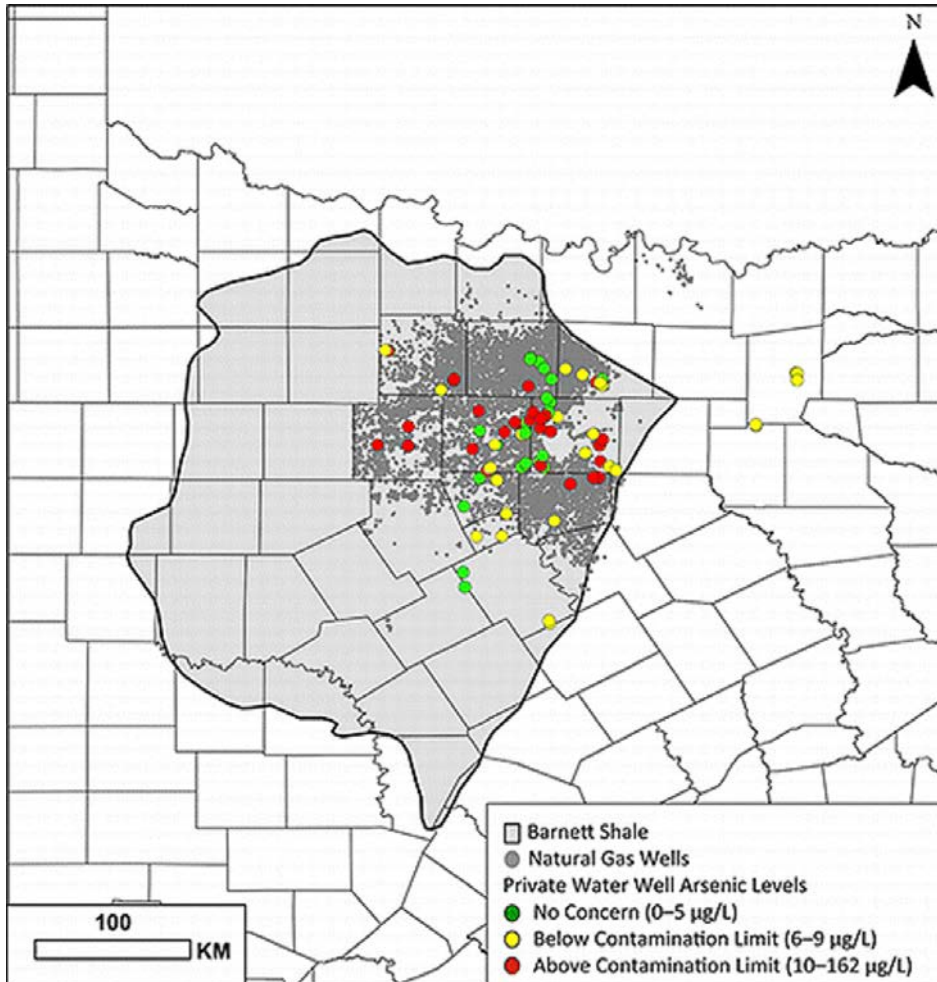 N
Barnett Shale
Natural Gas Wells
Private Water Well Arsenic Levels
No Concern (0–5 µg/L)
Below Contamination Limit (6–9 µg/L)
Above Contamination Limit (10–162 µg/L)
100
KM